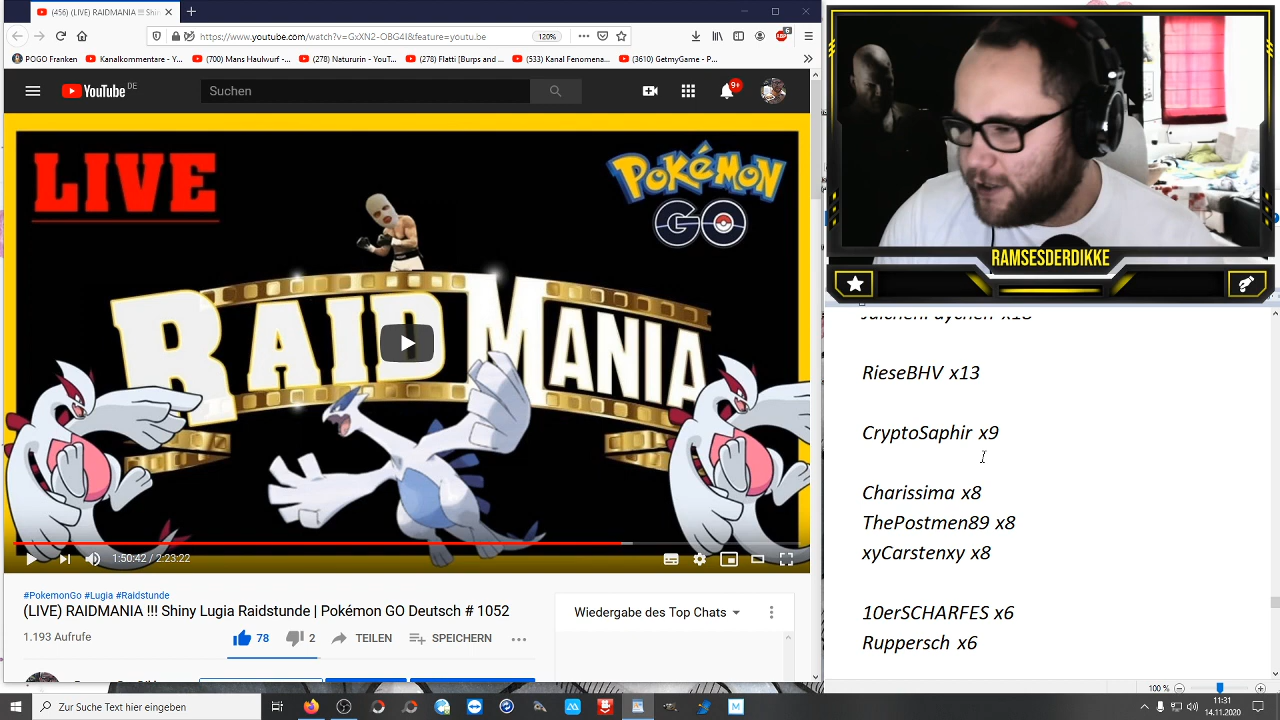 (456) (LIVE) RAIDMANIA !!! Shi
https://www.youtube.com/watch?v=GxXN2-OBG4I&feature=youtu.be
120%
POGO Franken
Kanalkommentare - Y...
(700) Mans Haulwurf -...
(278) Natururin - YouT...
(278) Flatti [Burps and ...
(533) Kanal Fenomena...
(3610) GetmyGame - P...
YouTube DE
Suchen
9+
LIVE
POKÉMON
GO
RAID MANIA
1:50:42 / 2:23:22
#PokemonGo #Lugia #Raidstunde
(LIVE) RAIDMANIA !!! Shiny Lugia Raidstunde | Pokémon GO Deutsch # 1052
1.193 Aufrufe
78
2
TEILEN
SPEICHERN
Wiedergabe des Top Chats
RAMSESDERDIKKE
RieseBHV x13
CryptoSaphir x9
Charissima x8
ThePostmen89 x8
xyCarstenxy x8
10erSCHARFES x6
Ruppersch x6
100 %
Zur Suche Text hier eingeben
11:31
14.11.2020